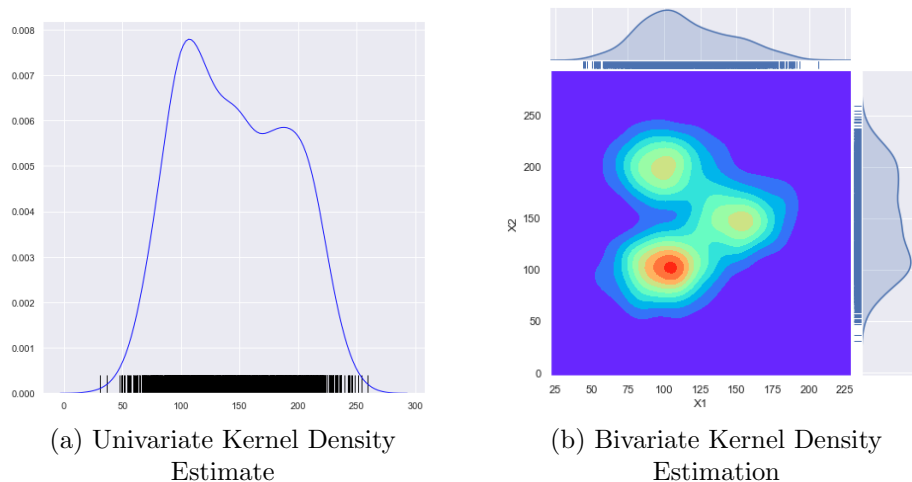 0.008
0.007
0.006
0.005
0.004
0.003
0.002
0.001
0.000
0 50 100 150 200 250 300
(a) Univariate Kernel Density
Estimate
250
200
150
100
50
0
X2
25 50 75 100 125 150 175 200 225
X1
(b) Bivariate Kernel Density
Estimation